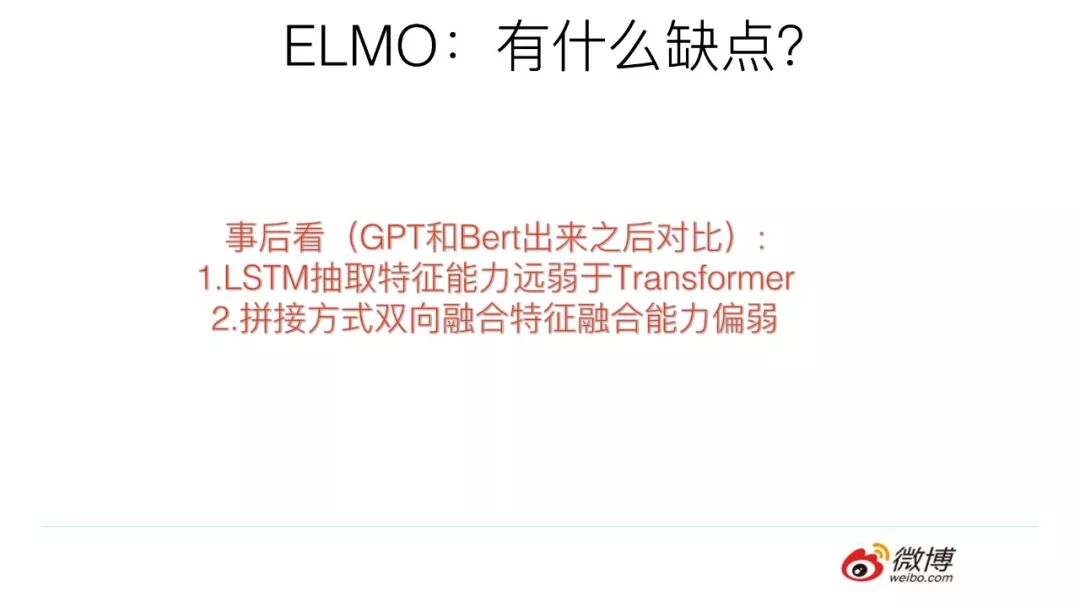 ELMO：有什么缺点？
事后看（GPT和Bert出来之后对比）:
1.LSTM抽取特征能力远弱于Transformer
2.拼接方式双向融合特征融合能力偏弱
微博
weibo.com